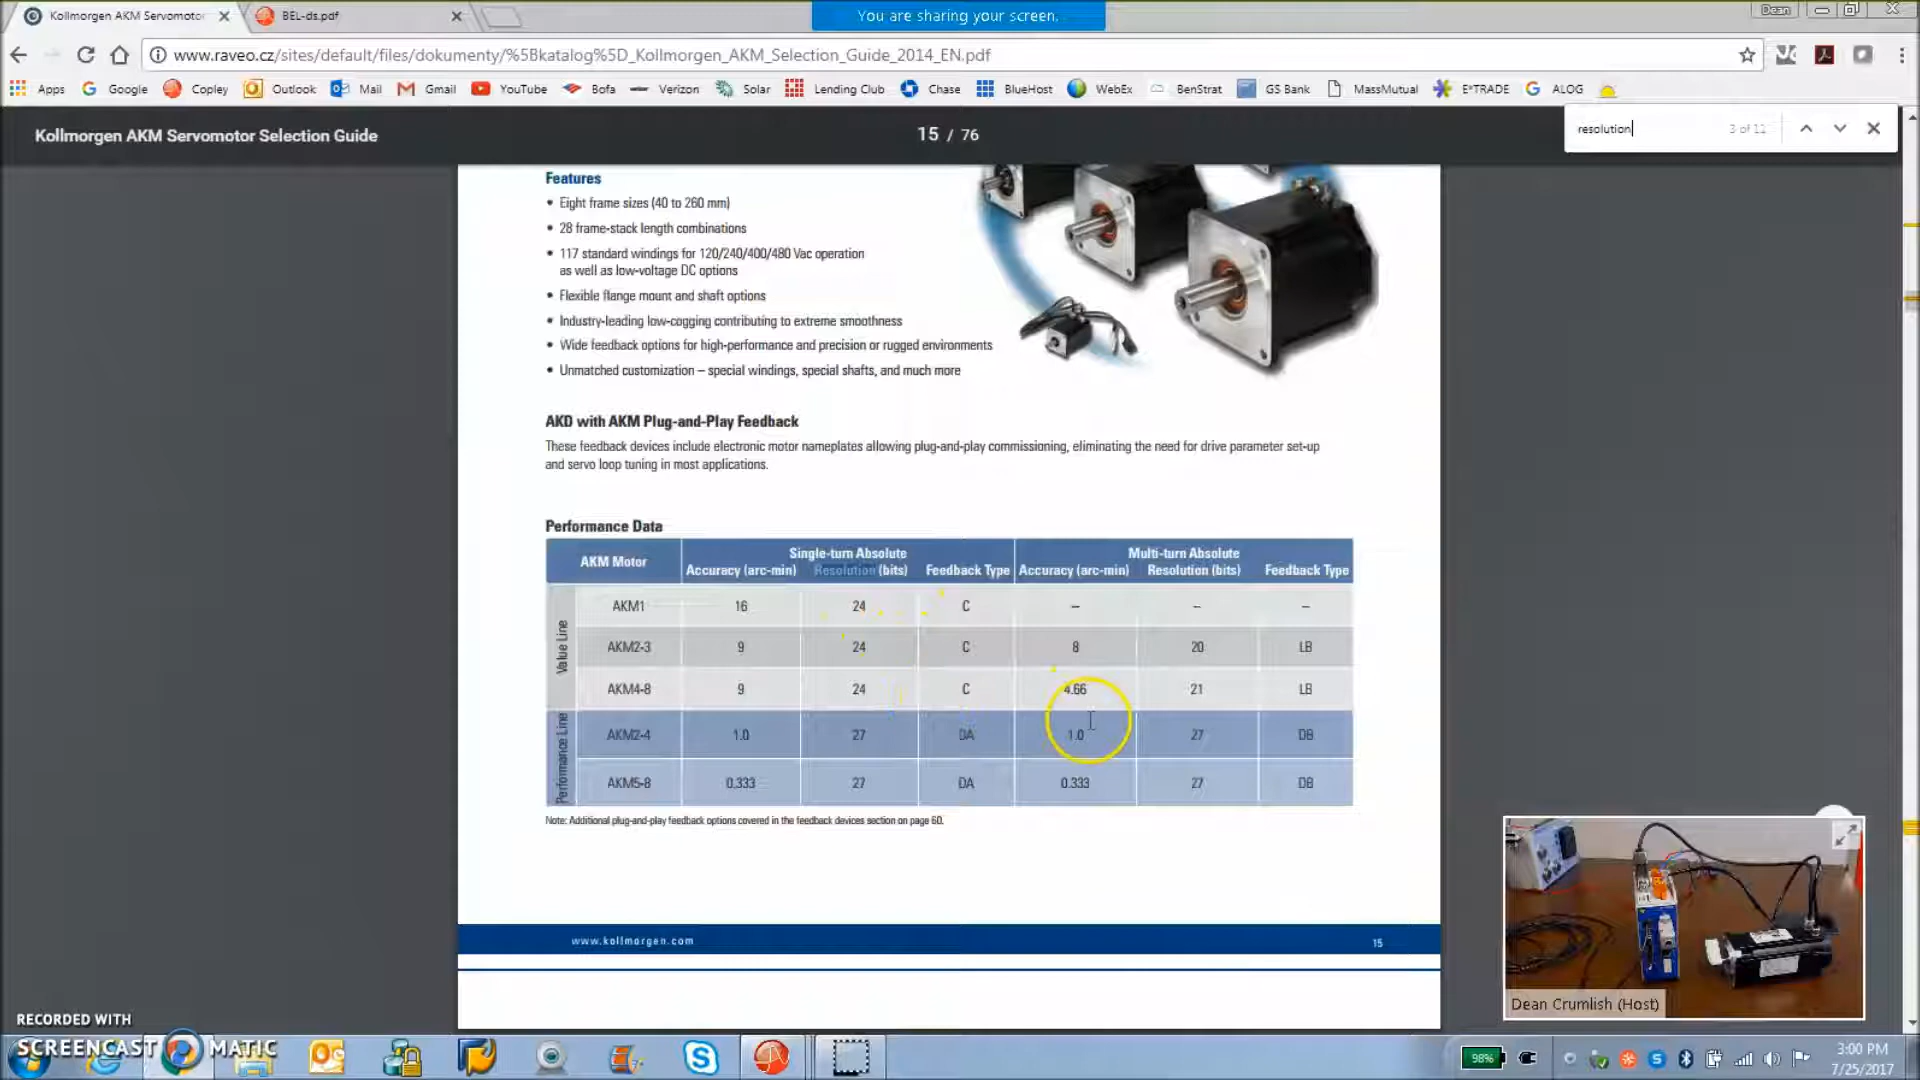 Kollmorgen AKM Servomotor
BEL-ds.pdf
You are sharing your screen.
Dean
www.raveo.cz/sites/default/files/dokumenty/%5Bkatalog%5D_Kollmorgen_AKM_Selection_Guide_2014_EN.pdf
Apps Google Copley Outlook Mail Gmail YouTube Bofa Verizon Solar Lending Club Chase BlueHost WebEx BenStrat GS Bank MassMutual E*TRADE ALOG
Kollmorgen AKM Servomotor Selection Guide
15 / 76
resolution 3 of 11
Features
• Eight frame sizes (40 to 260 mm)
• 28 frame-stack length combinations
• 117 standard windings for 120/240/400/480 Vac operation
as well as low-voltage DC options
• Flexible flange mount and shaft options
• Industry-leading low-cogging contributing to extreme smoothness
• Wide feedback options for high-performance and precision or rugged environments
• Unmatched customization – special windings, special shafts, and much more
AKD with AKM Plug-and-Play Feedback
These feedback devices include electronic motor nameplates allowing plug-and-play commissioning, eliminating the need for drive parameter set-up
and servo loop tuning in most applications.
Performance Data
AKM Motor Single-turn Absolute Multi-turn Absolute
Accuracy (arc-min) Resolution (bits) Feedback Type Accuracy (arc-min) Resolution (bits) Feedback Type
Value Line
AKM1 16 24 C – – –
AKM2-3 9 24 C 8 20 LB
AKM4-8 9 24 C 4.66 21 LB
Performance Line
AKM2-4 1.0 27 DA 1.0 27 DB
AKM5-8 0.333 27 DA 0.333 27 DB
Note: Additional plug-and-play feedback options covered in the feedback devices section on page 60.
www.kollmorgen.com
15
Dean Crumlish (Host)
RECORDED WITH
SCREENCAST MATIC
98%
3:00 PM
7/25/2017